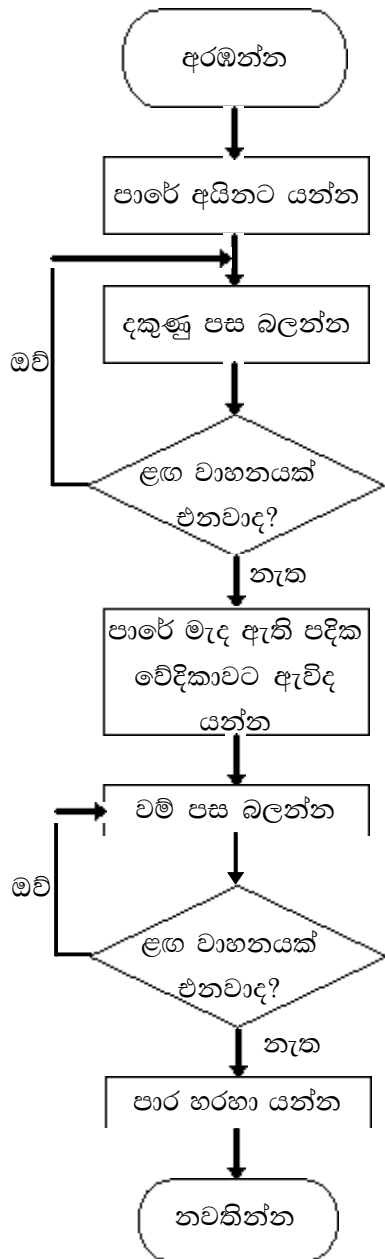 අරඹන්න
පාරේ අයිනට යන්න
දකුණු පස බලන්න
ඔව්
ළඟ වාහනයක්
එනවාද?
නැත
පාරේ මැද ඇති පදික
වේදිකාවට ඇවිද
යන්න
වම් පස බලන්න
ඔව්
ළඟ වාහනයක්
එනවාද?
නැත
පාර හරහා යන්න
නවතින්න